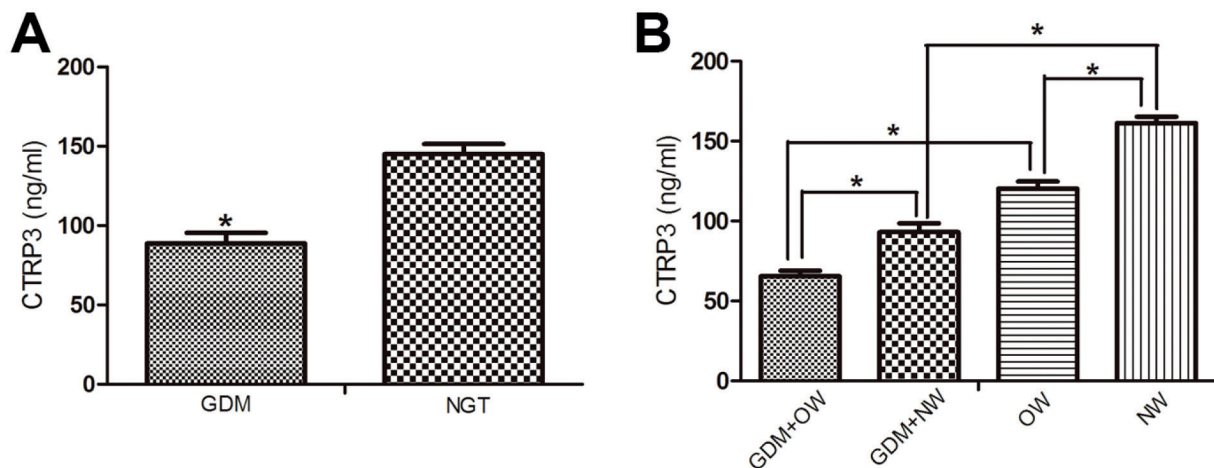 A
CTRP3 (ng/ml)
200
150
100
50
0
*
GDM
NGT
B
CTRP3 (ng/ml)
200
150
100
50
0
*
*
*
*
GDM+OW
GDM+NW
OW
NW